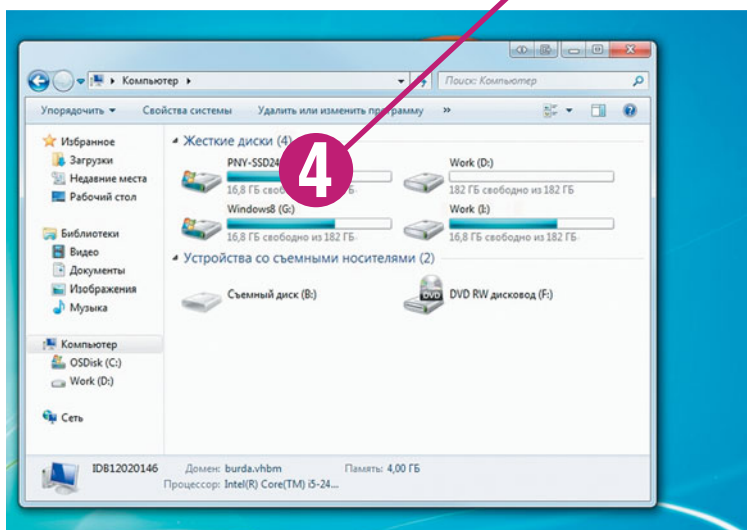 Компьютер
Поиск: Компьютер
Упорядочить
Свойства системы
Удалить или изменить программу
»
Избранное
Загрузки
Недавние места
Рабочий стол
Библиотеки
Видео
Документы
Изображения
Музыка
Компьютер
OSDisk (C:)
Work (D:)
Сеть
Жесткие диски (4)
4
PNY-SSD24
16,8 ГБ
Work (D:)
182 ГБ свободно из 182 ГБ
Windows8 (G:)
16,8 ГБ свободно из 182 ГБ
Work (I:)
16,8 ГБ свободно из 182 ГБ
Устройства со съемными носителями (2)
Съемный диск (B:)
DVD
DVD RW дисковод (F:)
IDB12020146
Домен: burda.vhbm
Память: 4,00 ГБ
Процессор: Intel(R) Core(TM) i5-24...